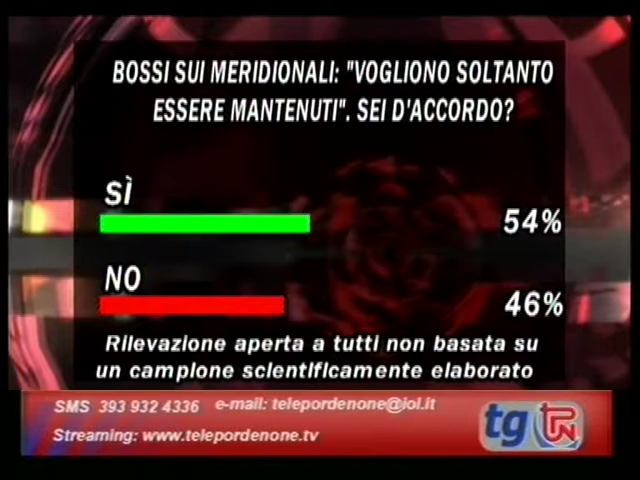 BOSSI SUI MERIDIONALI: "VOGLIONO SOLTANTO
ESSERE MANTENUTI". SEI D'ACCORDO?
SÌ
54%
NO
46%
Rilevazione aperta a tutti non basata su
un campione scientificamente elaborato
SMS 393 932 4336 e-mail: telepordenone@iol.it
Streaming: www.telepordenone.tv
tg TPN